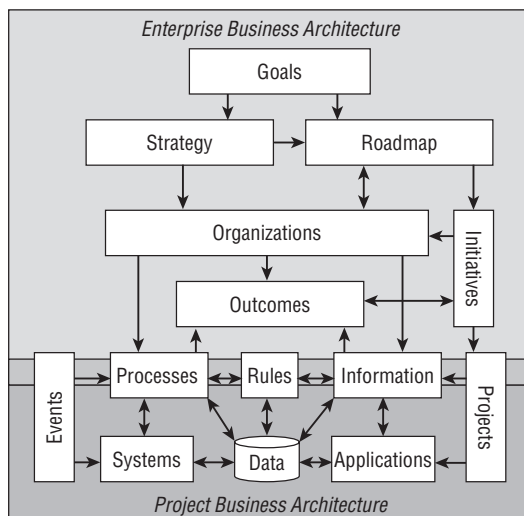 Enterprise Business Architecture
Goals
Strategy
Roadmap
Organizations
Initiatives
Outcomes
Events
Processes
Rules
Information
Projects
Systems
Data
Applications
Project Business Architecture